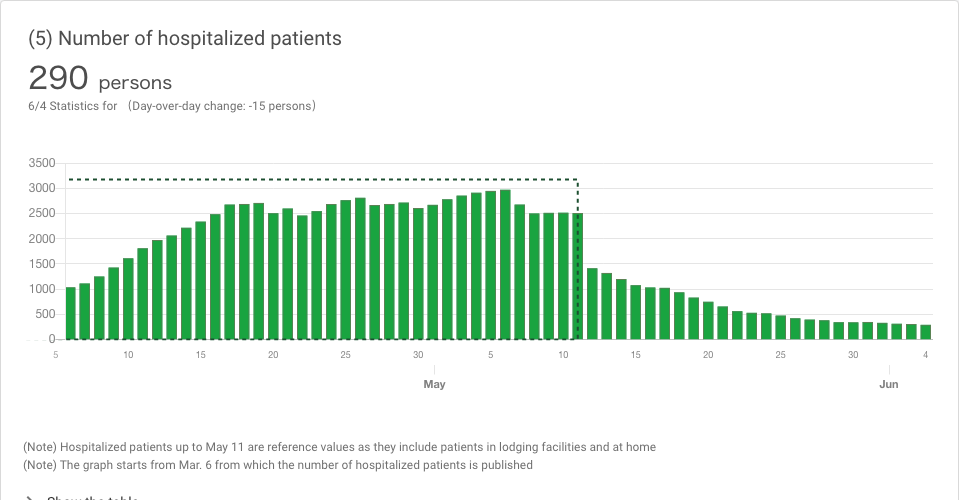 (5) Number of hospitalized patients
290 persons
6/4 Statistics for （Day-over-day change: -15 persons）
3500
3000
2500
2000
1500
1000
500
0
5 10 15 20 25 30 5 10 15 20 25 30 4
May Jun
(Note) Hospitalized patients up to May 11 are reference values as they include patients in lodging facilities and at home
(Note) The graph starts from Mar. 6 from which the number of hospitalized patients is published
Show the table